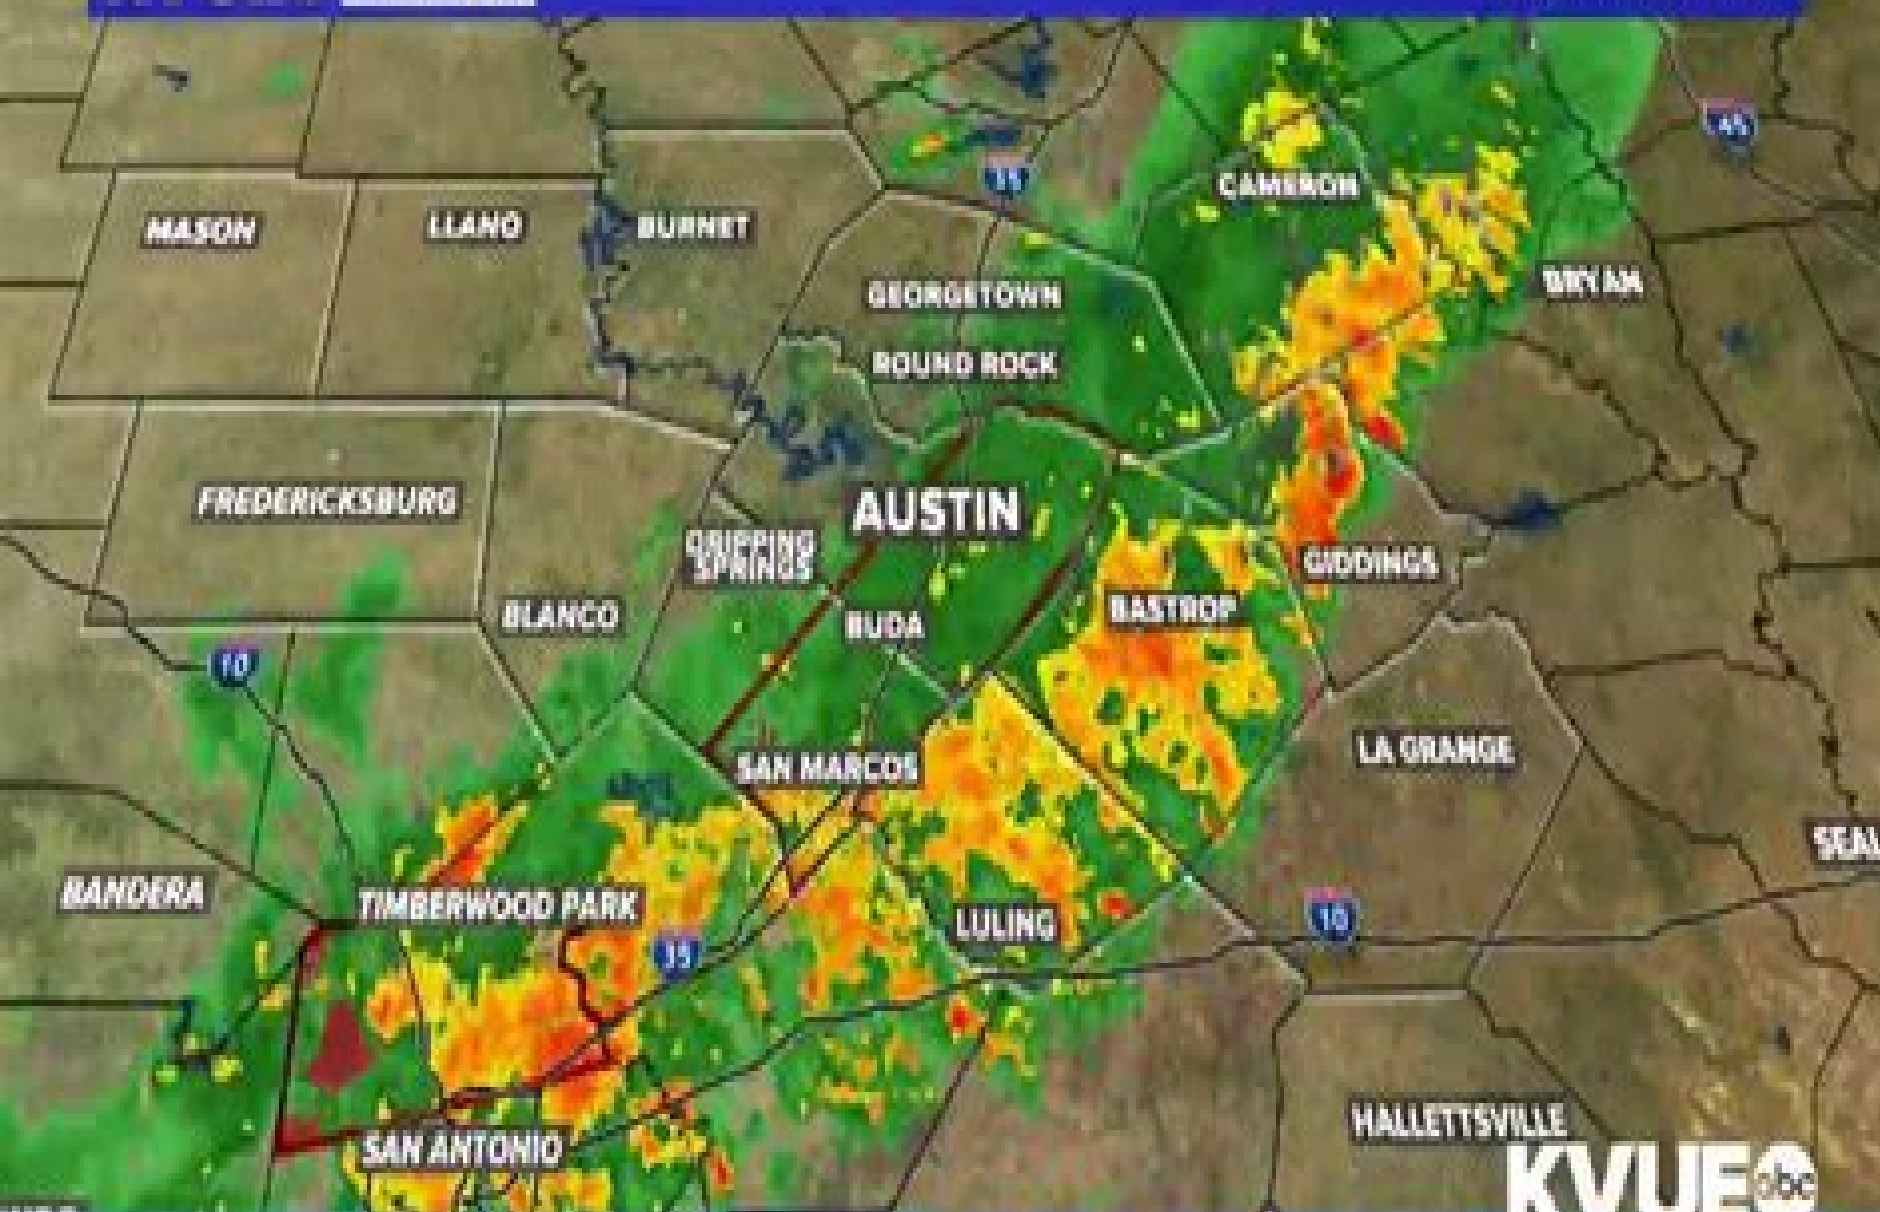 45
35
CAMERON
MASON
LLANO
BURNET
BRYAN
GEORGETOWN
ROUND ROCK
FREDERICKSBURG
AUSTIN
DRIPPING
SPRINGS
GIDDINGS
BLANCO
BUDA
BASTROP
10
SAN MARCOS
LA GRANGE
SEAL
BANDERA
TIMBERWOOD PARK
LULING
10
35
HALLETTSVILLE
SAN ANTONIO
KVUE abc